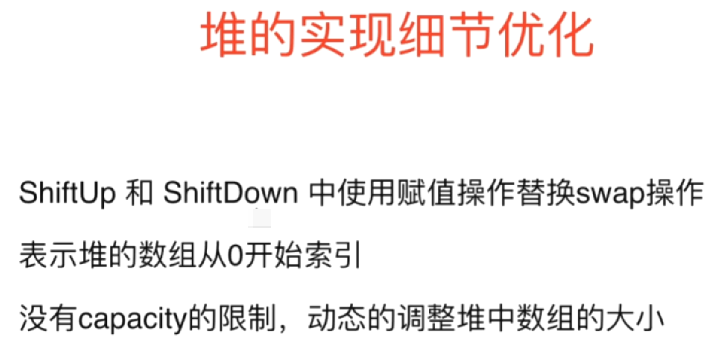 堆的实现细节优化
ShiftUp 和 ShiftDown 中使用赋值操作替换swap操作
表示堆的数组从0开始索引
没有capacity的限制，动态的调整堆中数组的大小